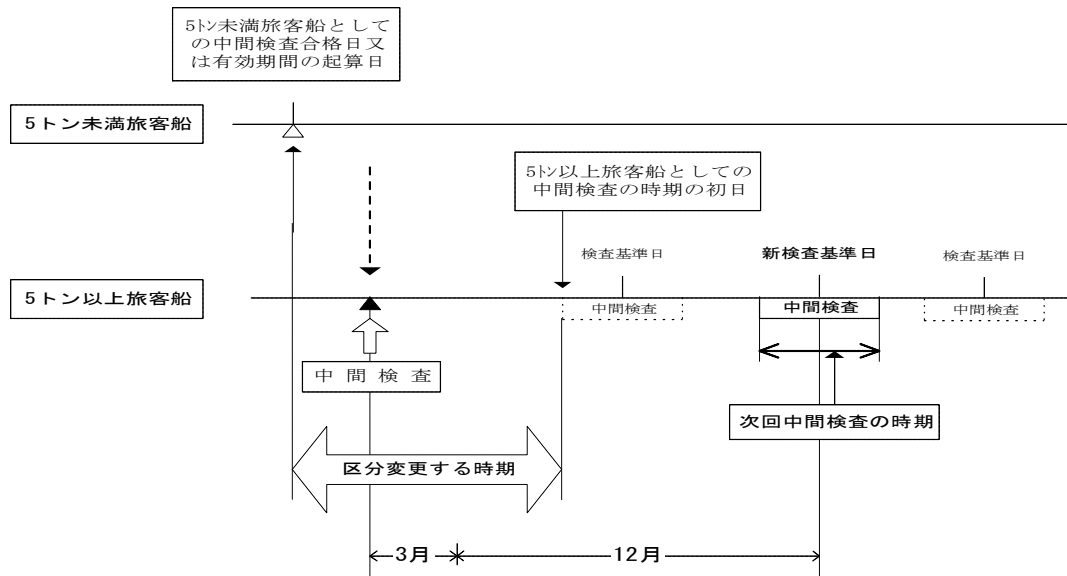 5㌧未満旅客船として
の中間検査合格日又
は有効期間の起算日
5トン未満旅客船
5㌧以上旅客船としての
中間検査の時期の初日
検査基準日
新検査基準日
検査基準日
5トン以上旅客船
中間検査
中間検査
中間検査
中間検査
次回中間検査の時期
区分変更する時期
3月
12月